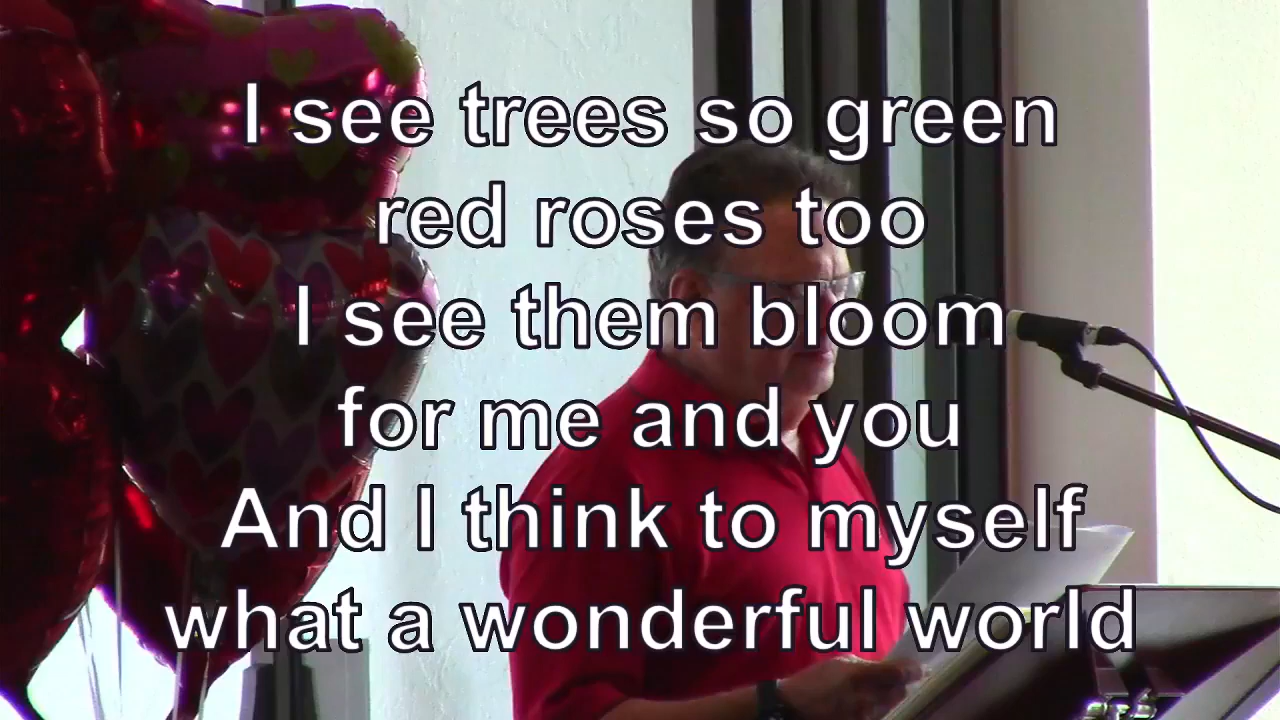 I see trees so green
red roses too
I see them bloom
for me and you
And I think to myself
what a wonderful world